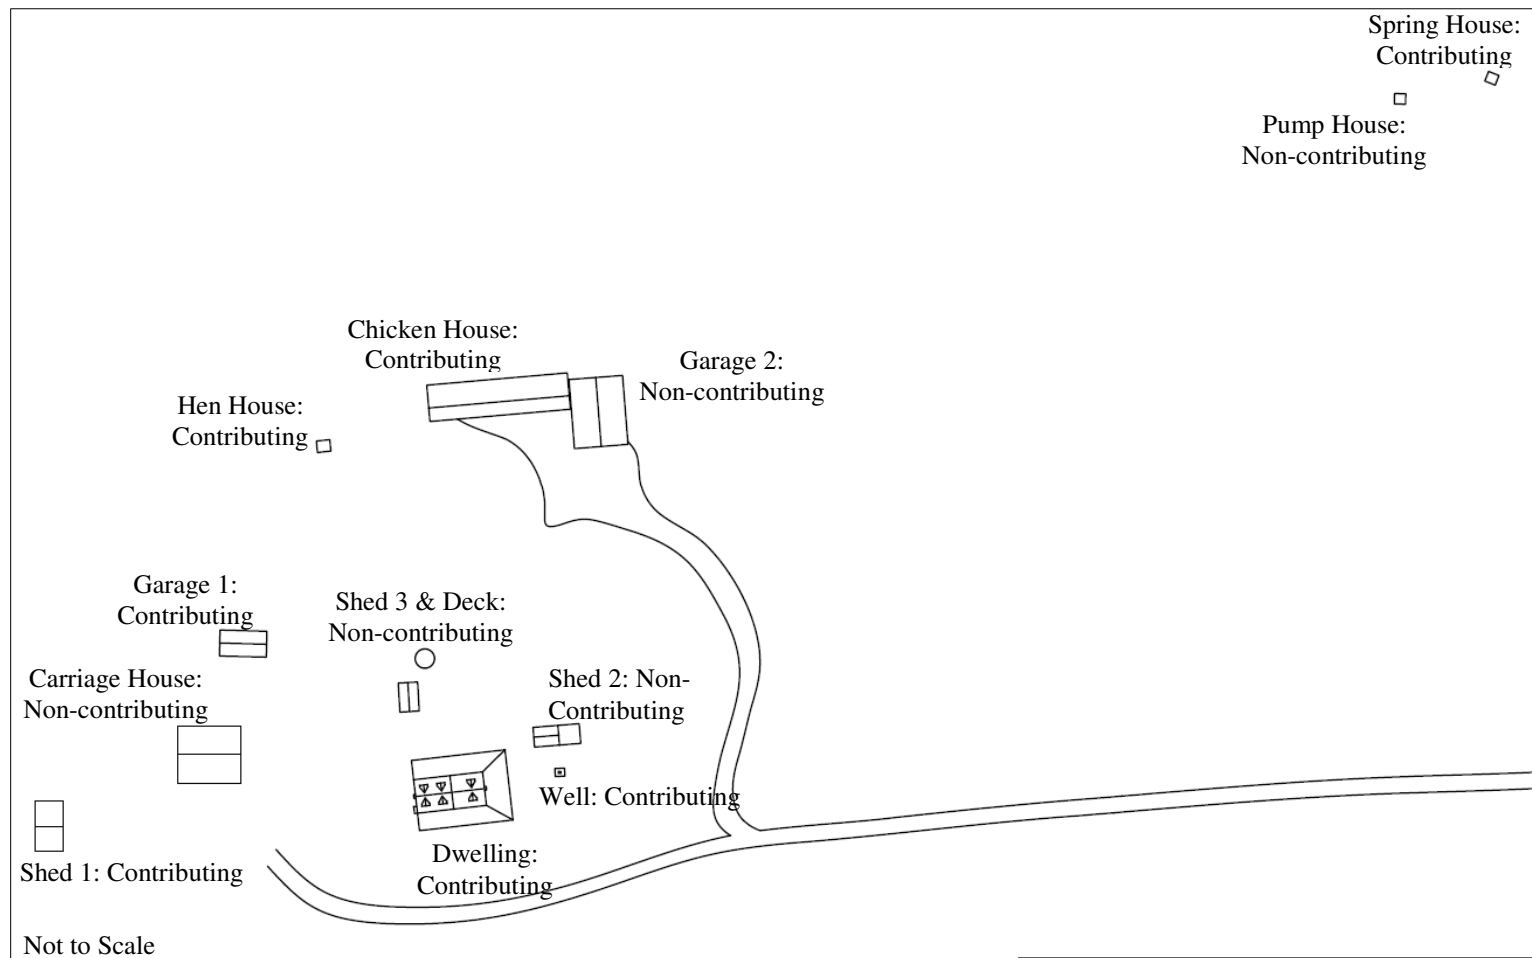 Spring House:
Contributing
Pump House:
Non-contributing
Chicken House:
Contributing
Garage 2:
Non-contributing
Hen House:
Contributing
Garage 1:
Contributing
Shed 3 & Deck:
Non-contributing
Carriage House:
Non-contributing
Shed 2: Non-
Contributing
Well: Contributing
Dwelling:
Contributing
Shed 1: Contributing
Not to Scale